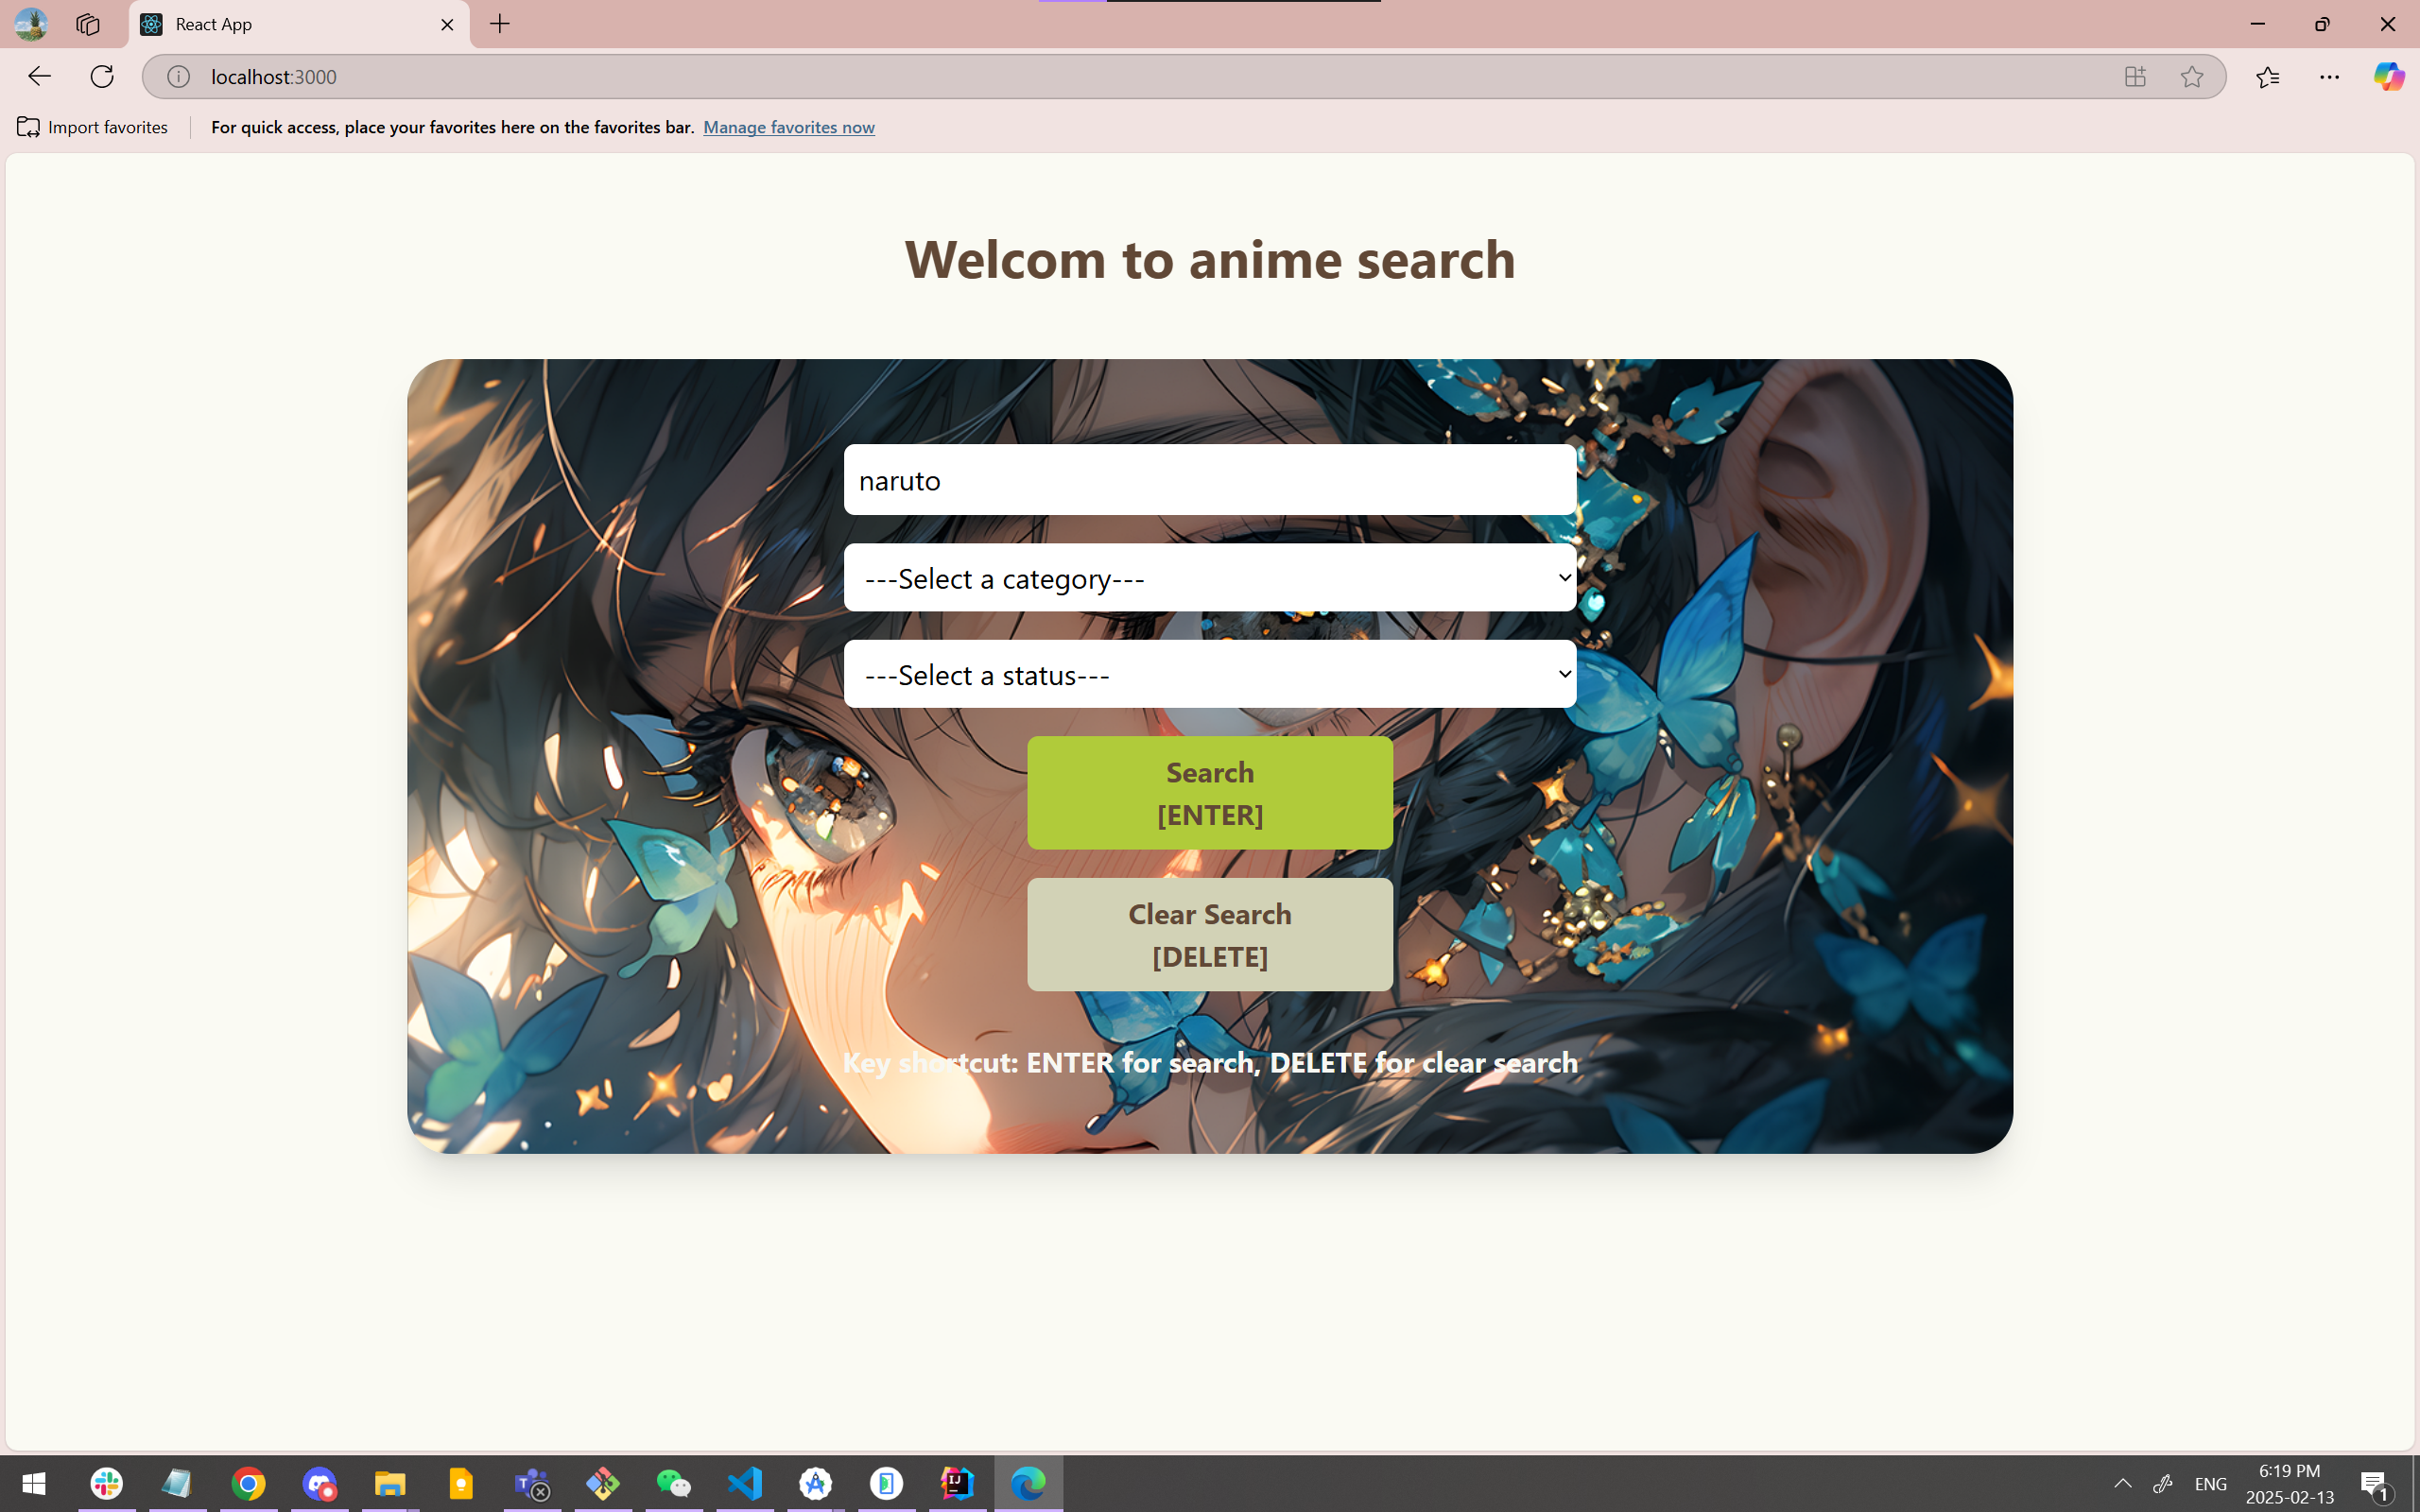 React App
localhost:3000
Import favorites
For quick access, place your favorites here on the favorites bar. Manage favorites now
Welcom to anime search
naruto
---Select a category---
---Select a status---
Search
[ENTER]
Clear Search
[DELETE]
Key shortcut: ENTER for search, DELETE for clear search
ENG
6:19 PM
2025-02-13
1